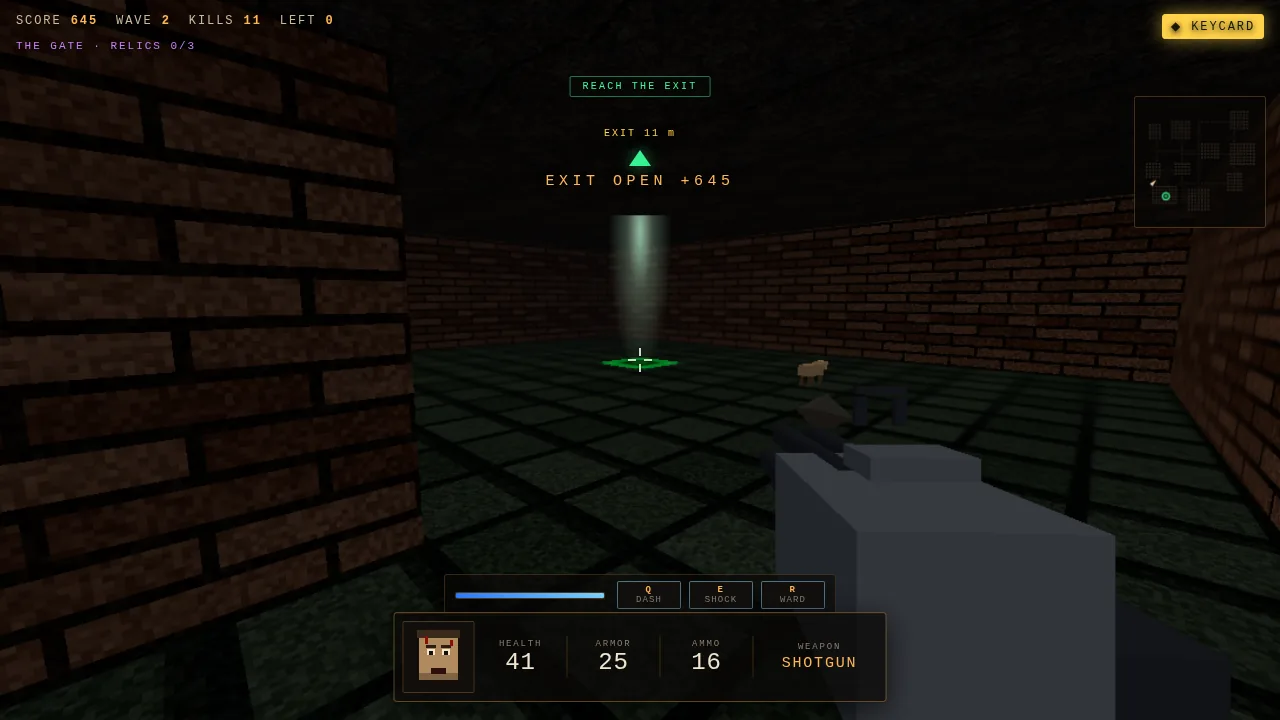 SCORE 645 WAVE 2 KILLS 11 LEFT 0
◆ KEYCARD
THE GATE · RELICS 0/3
REACH THE EXIT
EXIT 11 m
EXIT OPEN +645
Q E R
DASH SHOCK WARD
HEALTH ARMOR AMMO WEAPON
41 25 16 SHOTGUN